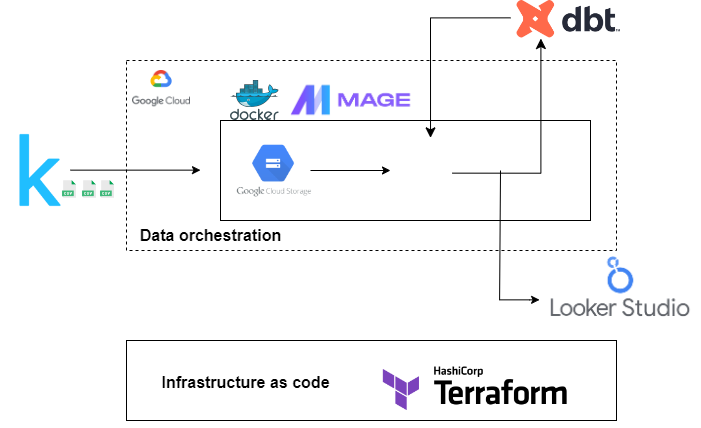 dbt
Google Cloud
docker
MAGE
k
CSV CSV CSV
Google Cloud Storage
Data orchestration
Looker Studio
Infrastructure as code
HashiCorp
Terraform